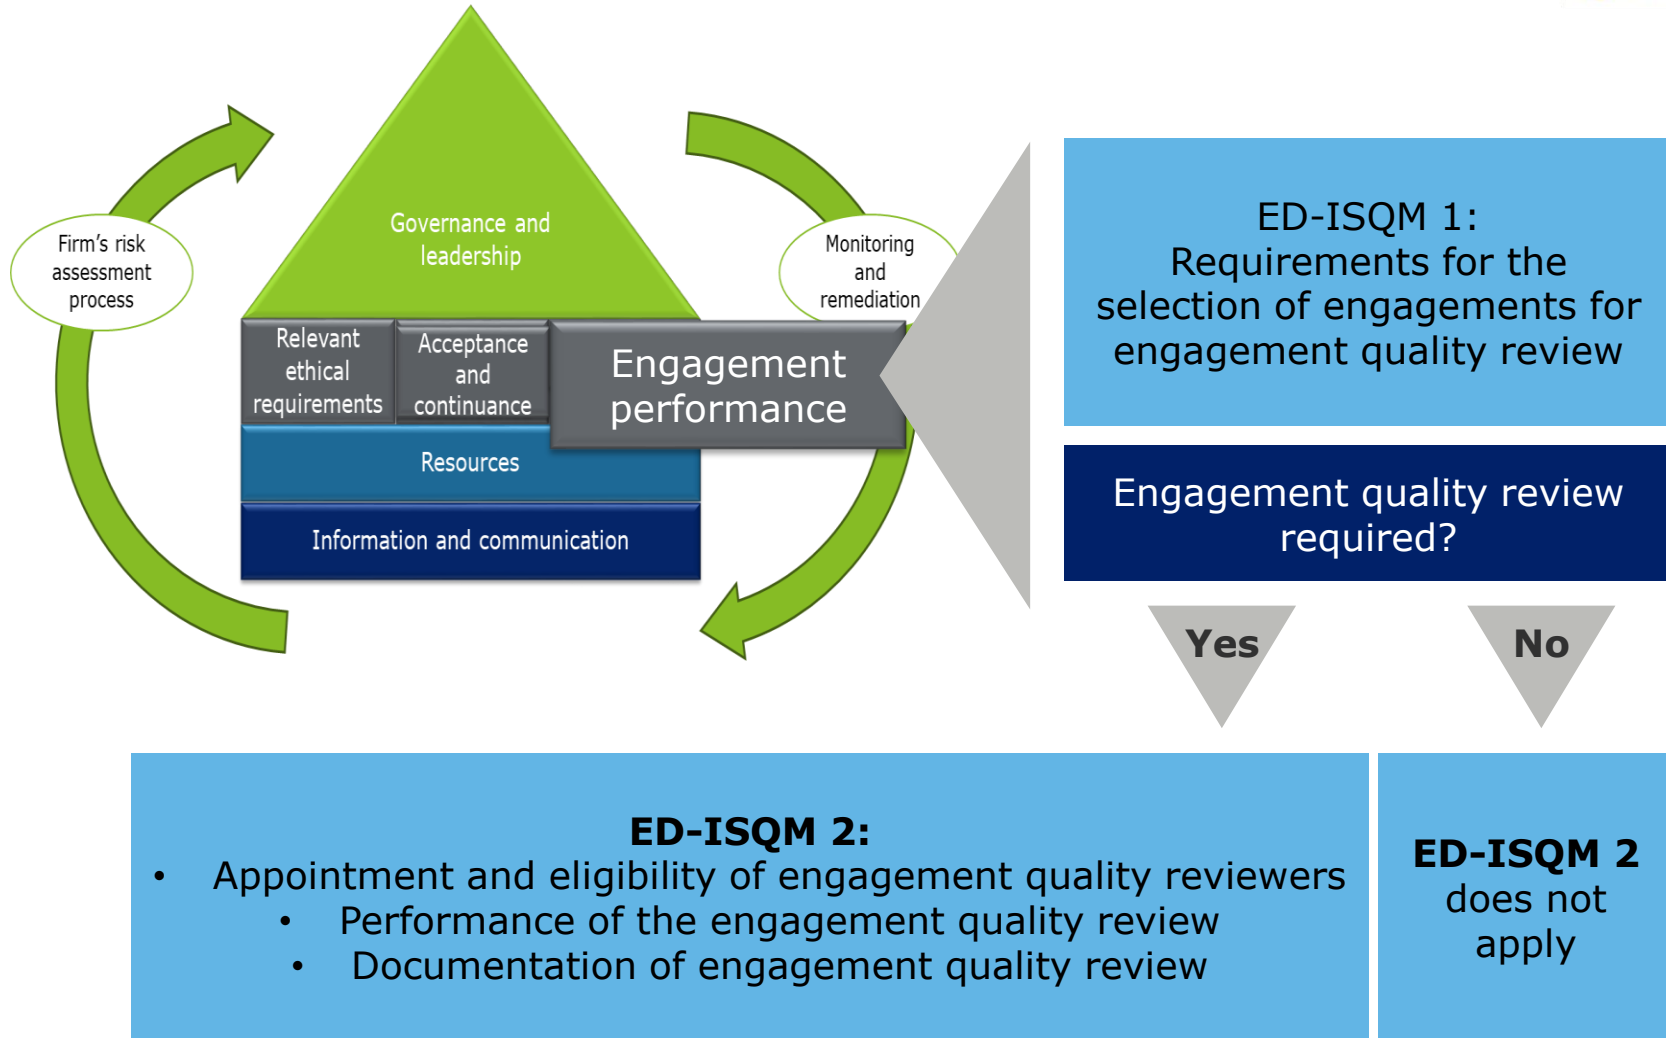 Governance and
leadership
Firm's risk
assessment
process
Monitoring
and
remediation
Relevant
ethical
requirements
Acceptance
and
continuance
Engagement
performance
Resources
Information and communication
ED-ISQM 1:
Requirements for the
selection of engagements for
engagement quality review
Engagement quality review
required?
Yes
No
ED-ISQM 2:
• Appointment and eligibility of engagement quality reviewers
• Performance of the engagement quality review
• Documentation of engagement quality review
ED-ISQM 2
does not
apply